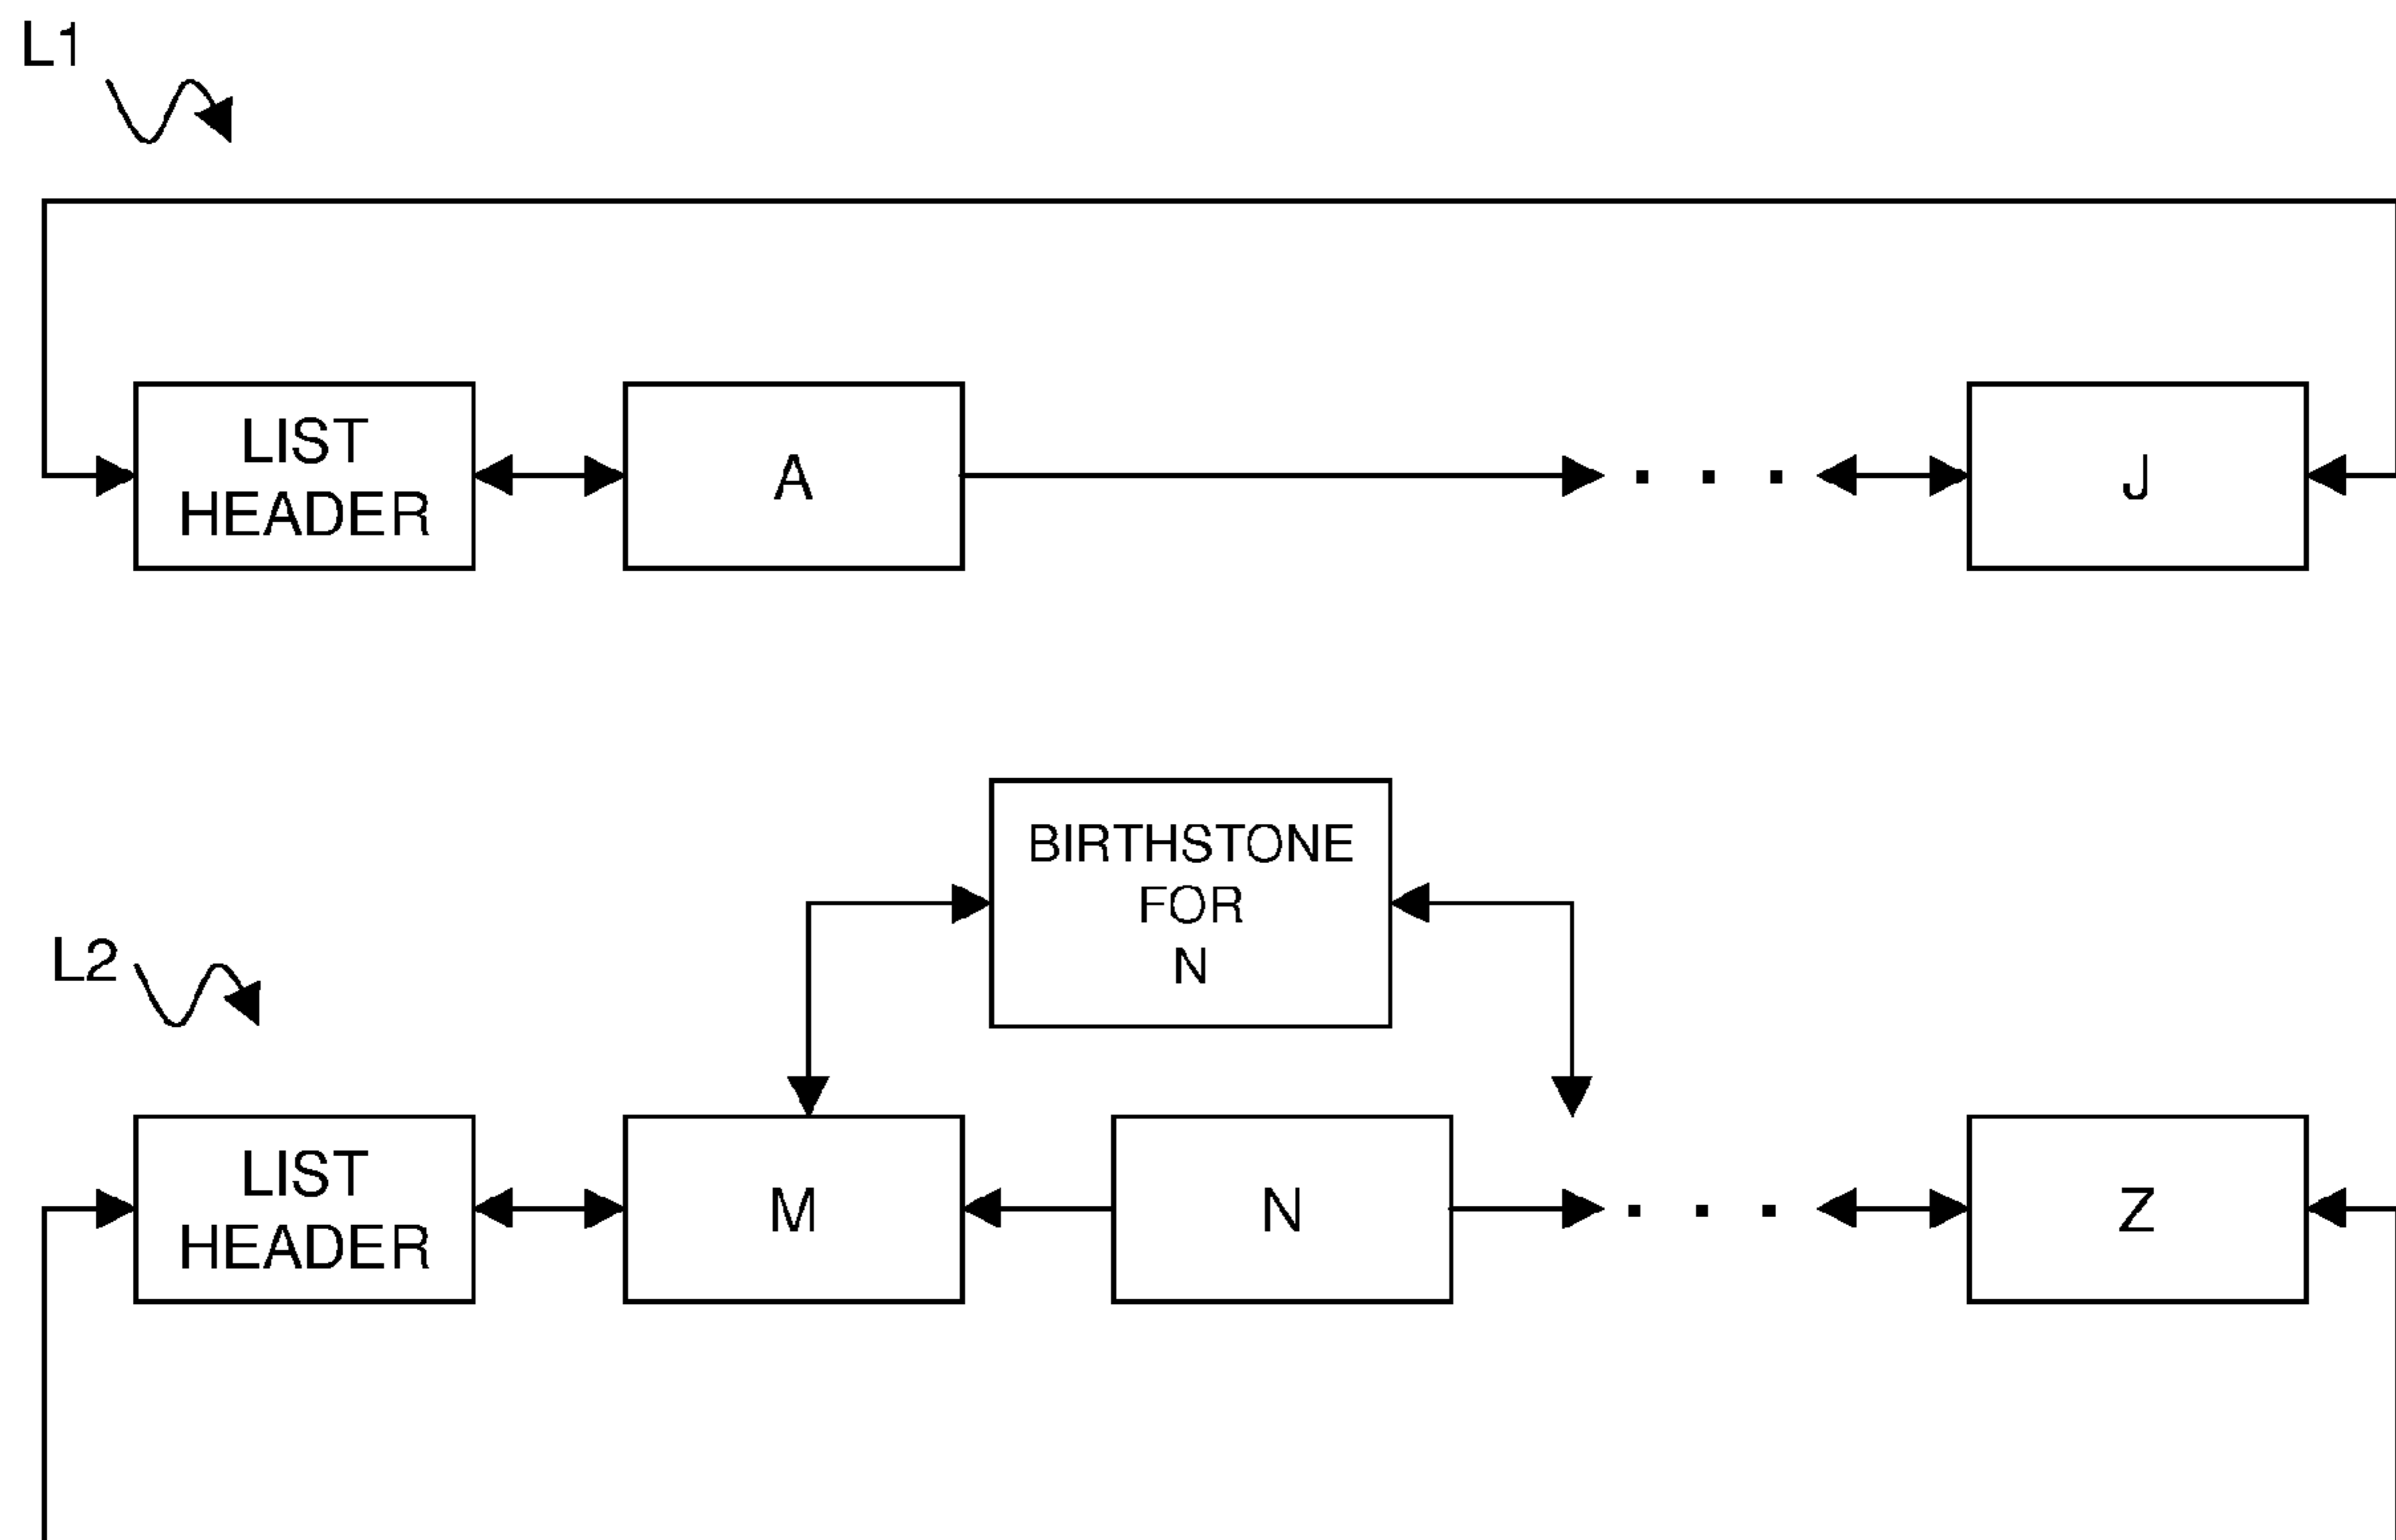 L1
LIST
HEADER
A
. . .
J
BIRTHSTONE
FOR
N
L2
LIST
HEADER
M
N
. . .
Z